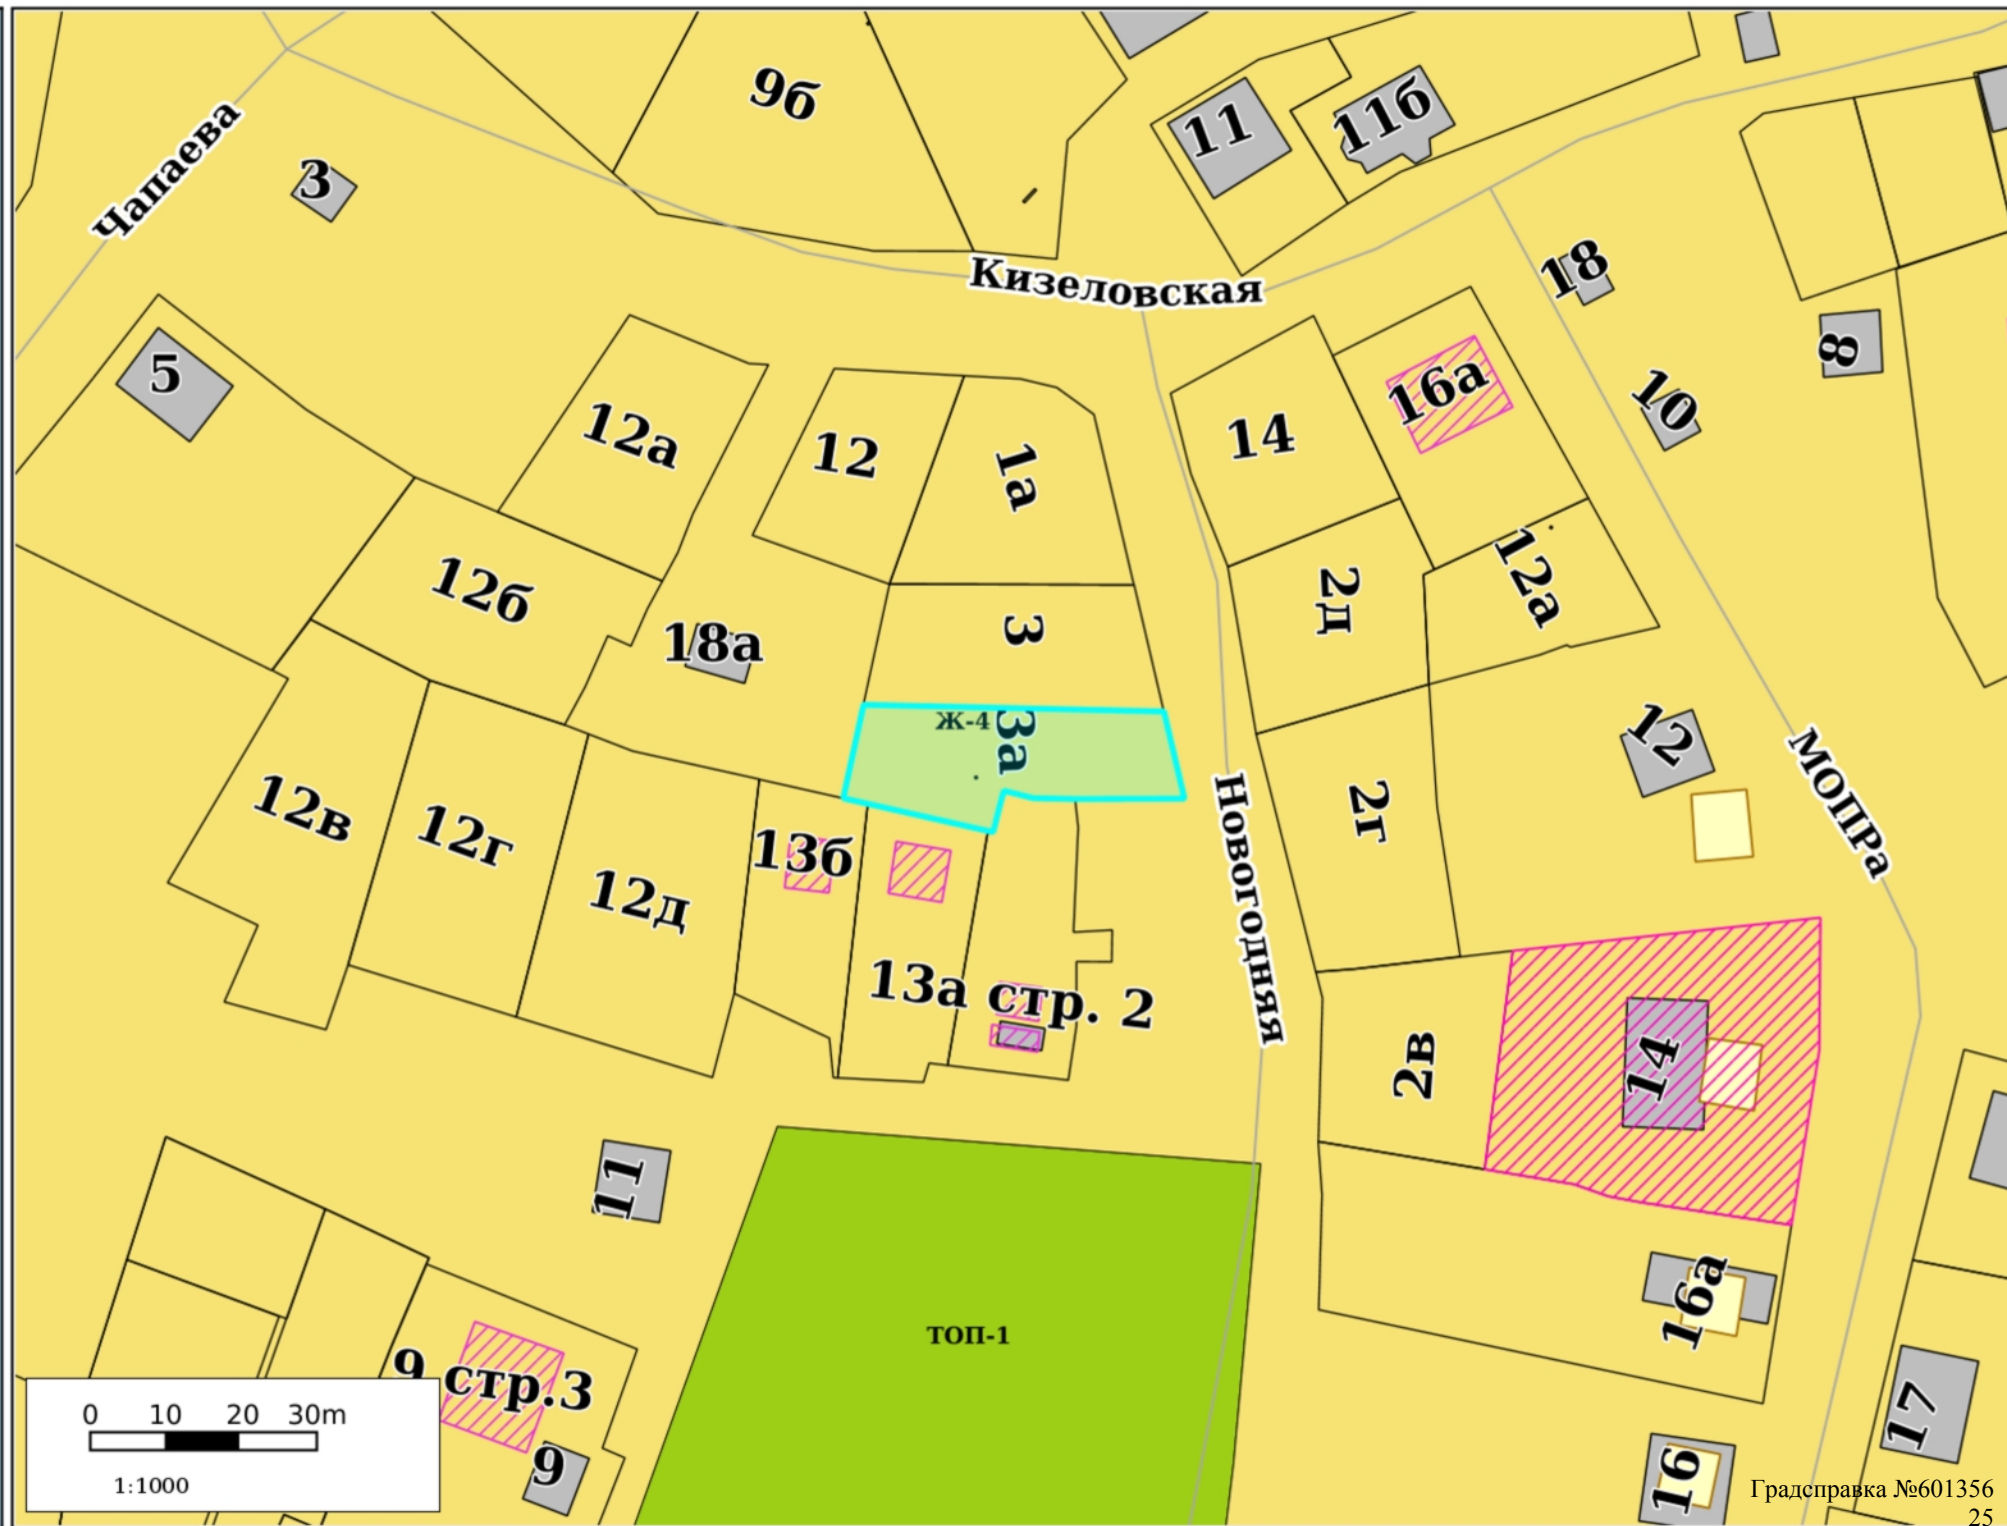 9б
11
11б
Чапаева
3
Кизеловская
18
8
5
12а
12
1а
14
16а
10
12б
18а
3
2д
12а
Ж-4
3а
12
МОПРа
12в
12г
12д
13б
2г
Новогодняя
13а стр. 2
2в
14
11
ТОП-1
16а
9 стр.3
9
17
16
0 10 20 30m
1:1000
Градсправка №601356
25